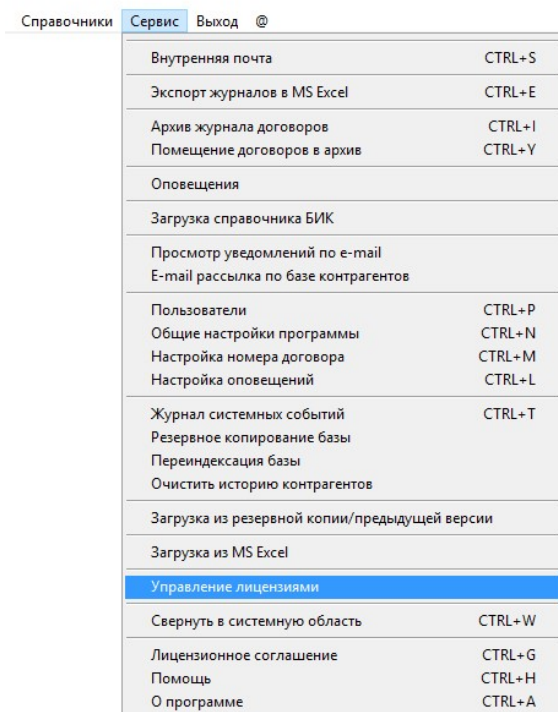 Справочники Сервис Выход @
Внутренняя почта CTRL+S
Экспорт журналов в MS Excel CTRL+E
Архив журнала договоров CTRL+I
Помещение договоров в архив CTRL+Y
Оповещения
Загрузка справочника БИК
Просмотр уведомлений по e-mail
E-mail рассылка по базе контрагентов
Пользователи CTRL+P
Общие настройки программы CTRL+N
Настройка номера договора CTRL+M
Настройка оповещений CTRL+L
Журнал системных событий CTRL+T
Резервное копирование базы
Переиндексация базы
Очистить историю контрагентов
Загрузка из резервной копии/предыдущей версии
Загрузка из MS Excel
Управление лицензиями
Свернуть в системную область CTRL+W
Лицензионное соглашение CTRL+G
Помощь CTRL+H
О программе CTRL+A